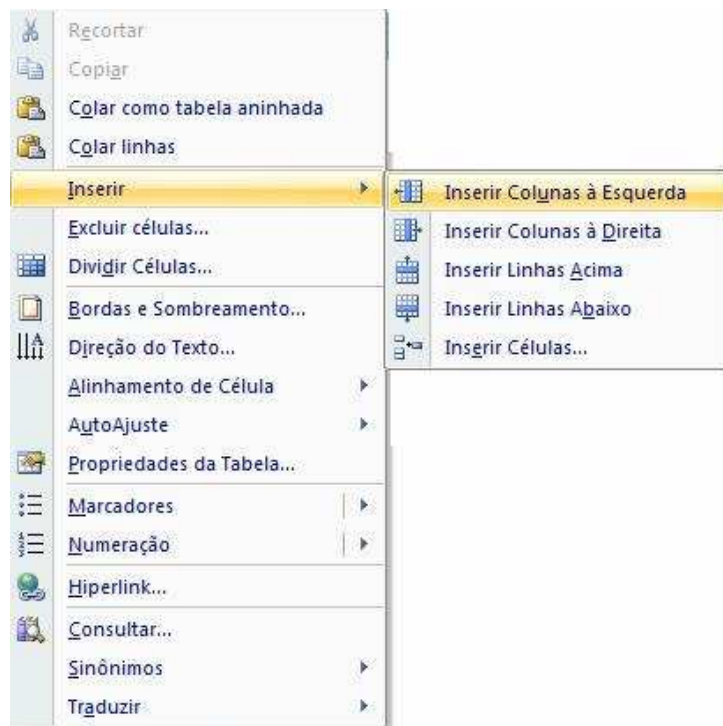 Recortar
Copiar
Colar como tabela aninhada
Colar linhas
Inserir
Excluir células...
Dividir Células...
Bordas e Sombreamento...
Direção do Texto...
Alinhamento de Célula
AutoAjuste
Propriedades da Tabela...
Marcadores
Numeração
Hiperlink...
Consultar...
Sinônimos
Traduzir
Inserir Colunas à Esquerda
Inserir Colunas à Direita
Inserir Linhas Acima
Inserir Linhas Abaixo
Inserir Células...